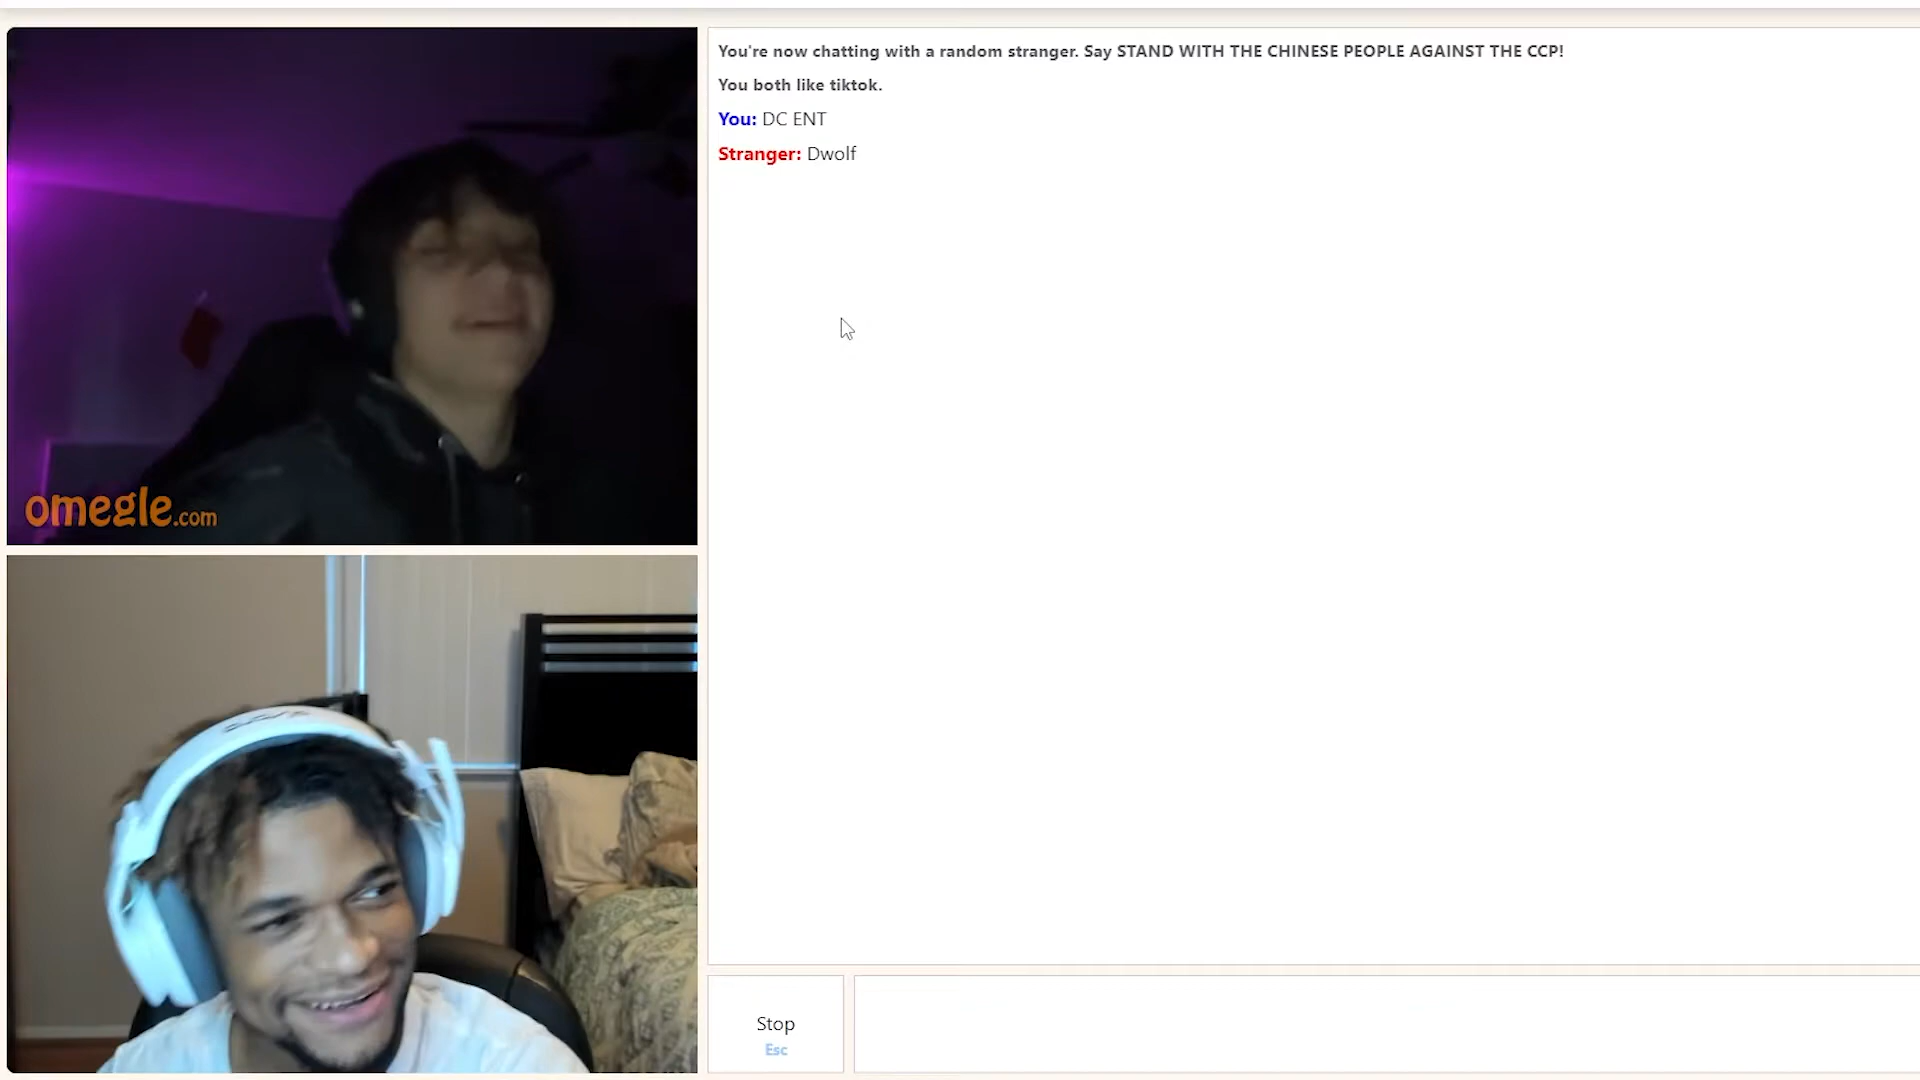 You're now chatting with a random stranger. Say STAND WITH THE CHINESE PEOPLE AGAINST THE CCP!
You both like tiktok.
You: DC ENT
Stranger: Dwolf
omegle.com
Stop
Esc